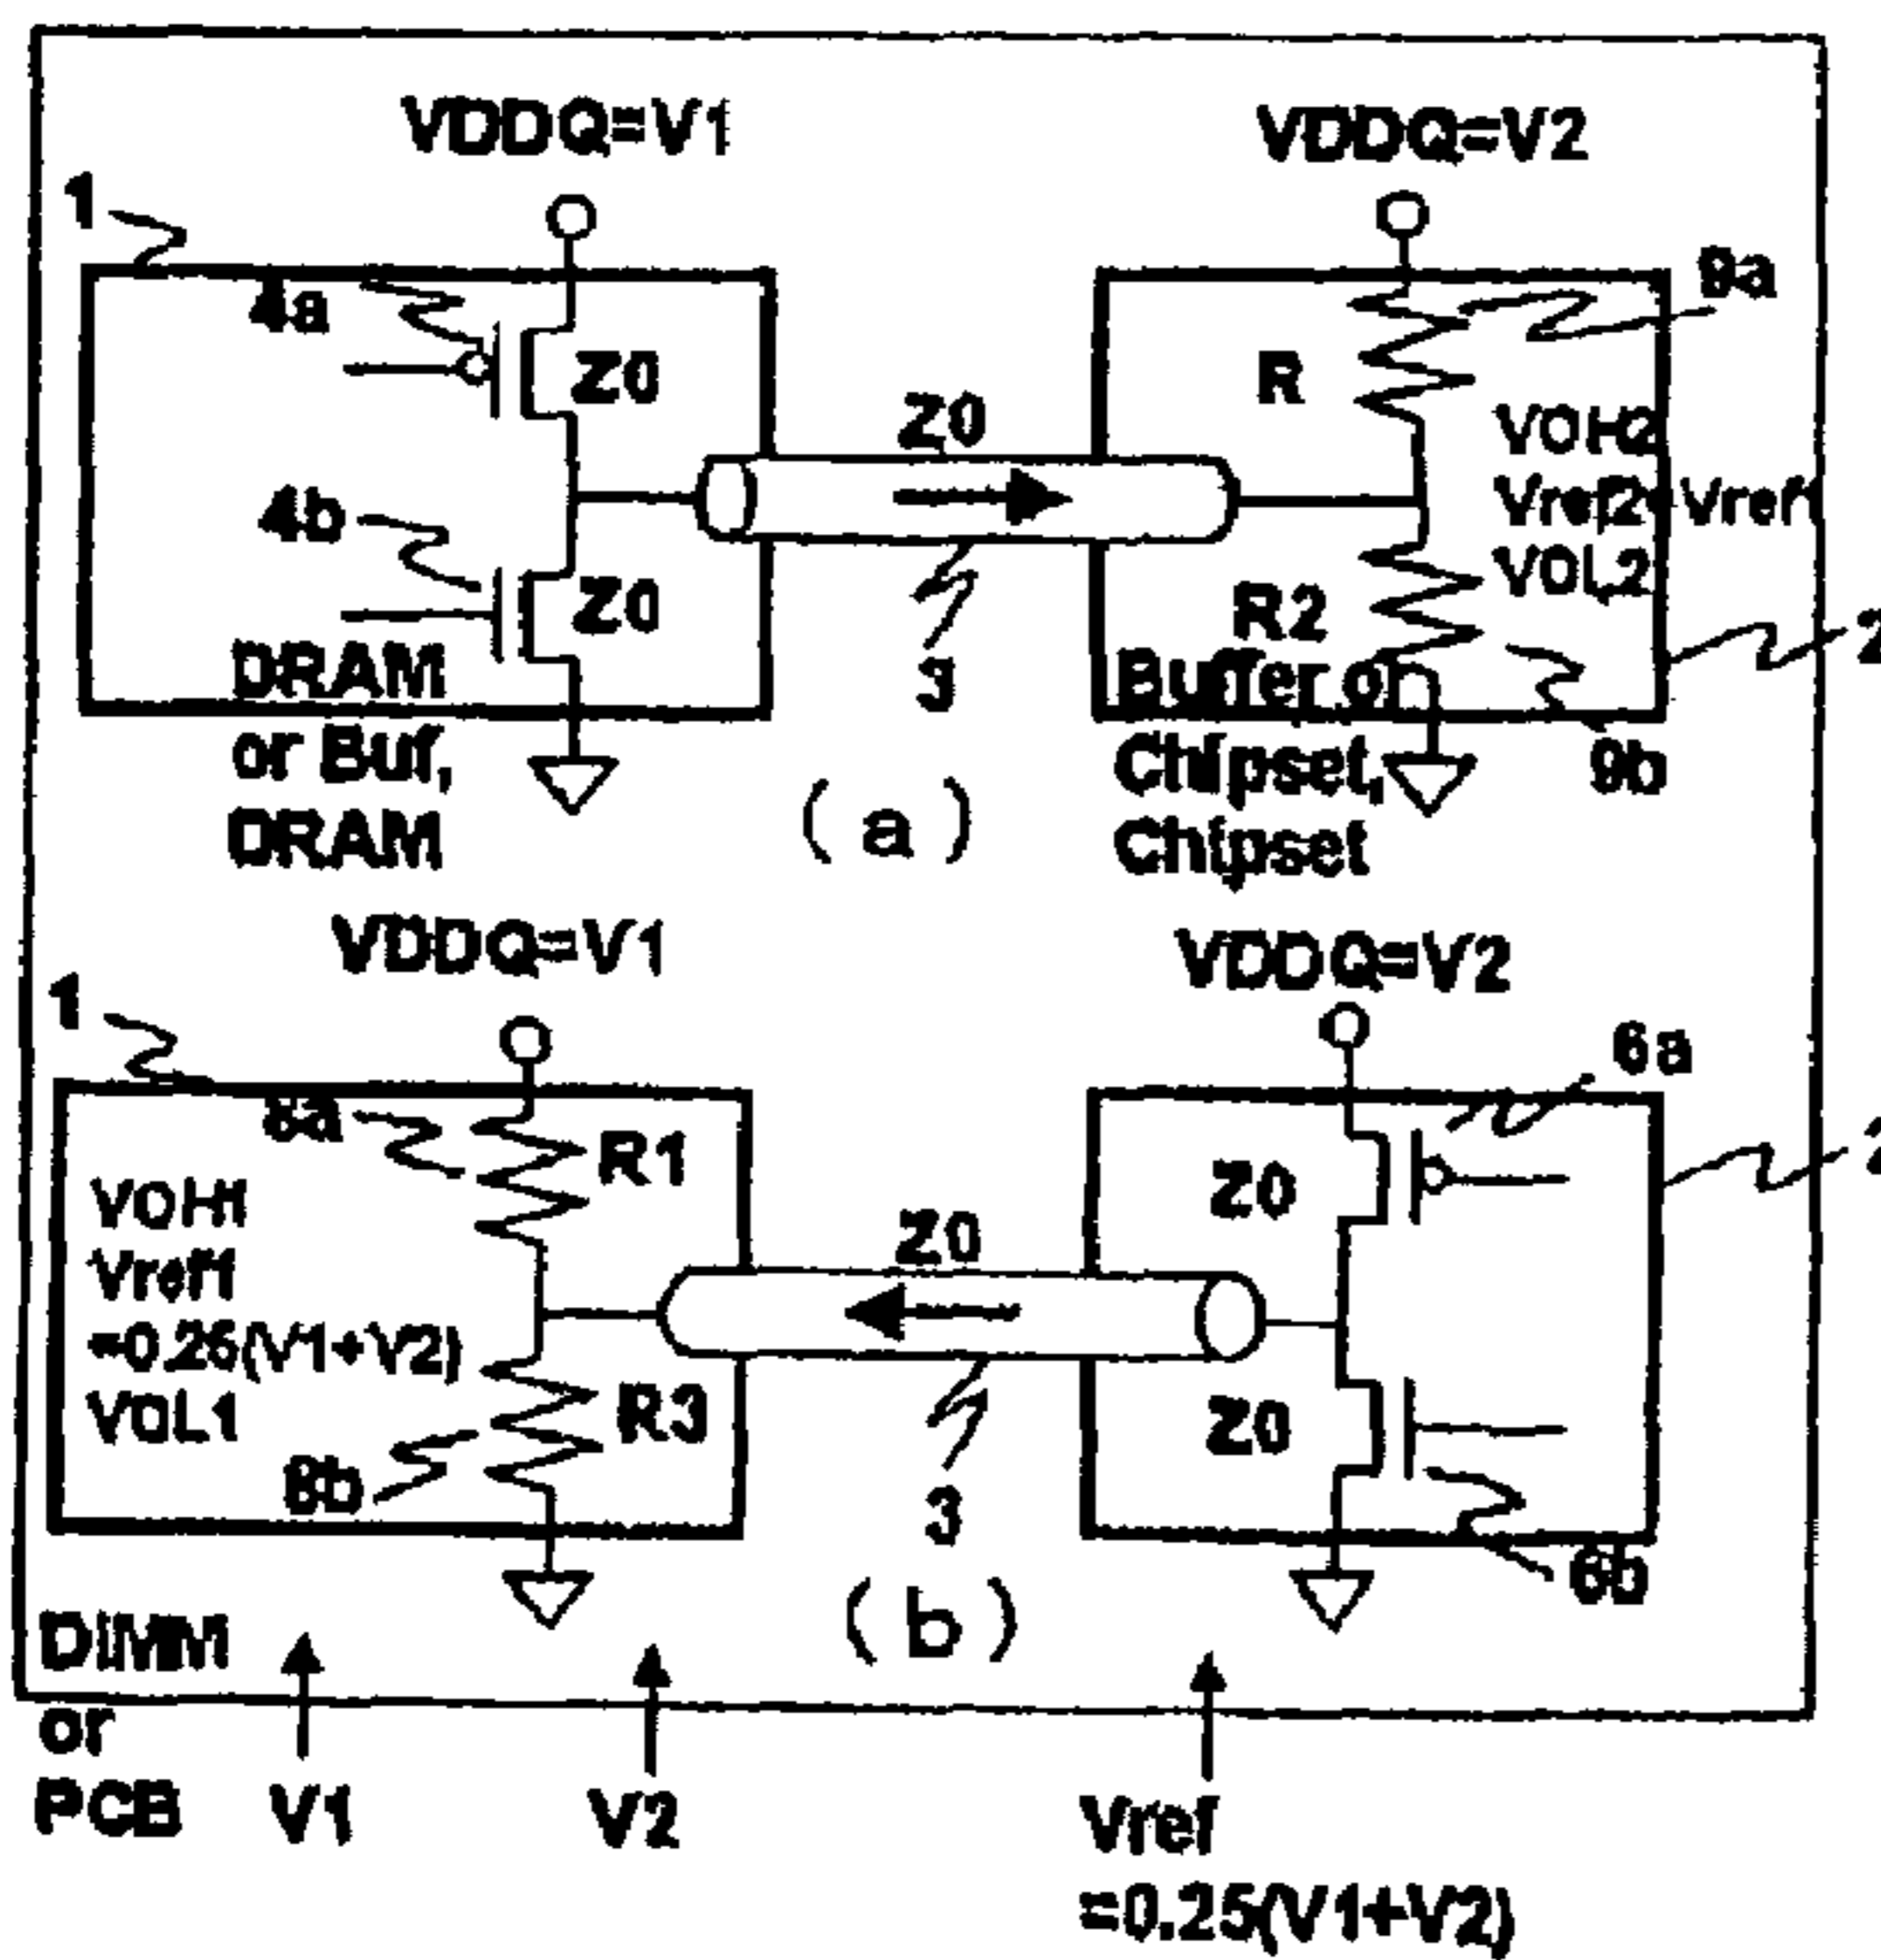 VDDQ=V1
VDDQ=V2
1
4a
9a
Z0
R
Z0
VOH2
4b
Vref2=Vref1
VOL2
Z0
R2
2
3
DRAM
or Buf,
DRAM
Buffer or
Chipset,
Chipset
9b
(a)
VDDQ=V1
VDDQ=V2
1
6a
8a
R1
Z0
2
VOH1
Vref1
=0.25(V1+V2)
VOL1
Z0
R3
Z0
8b
3
6b
(b)
DIMM
or
PCB
V1
V2
Vref
=0.25(V1+V2)